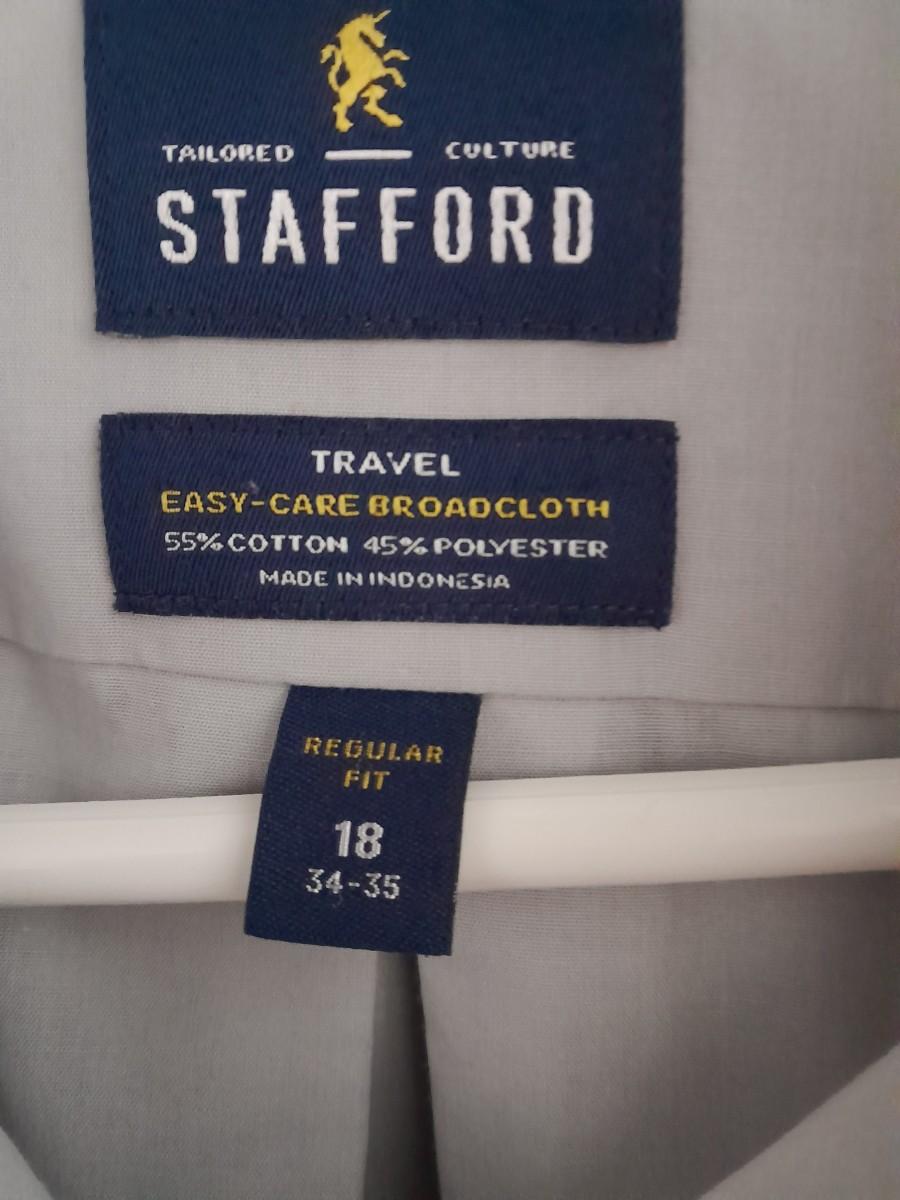 TAILORED CULTURE
STAFFORD
TRAVEL
EASY-CARE BROADCLOTH
55% COTTON 45% POLYESTER
MADE IN INDONESIA
REGULAR
FIT
18
34-35